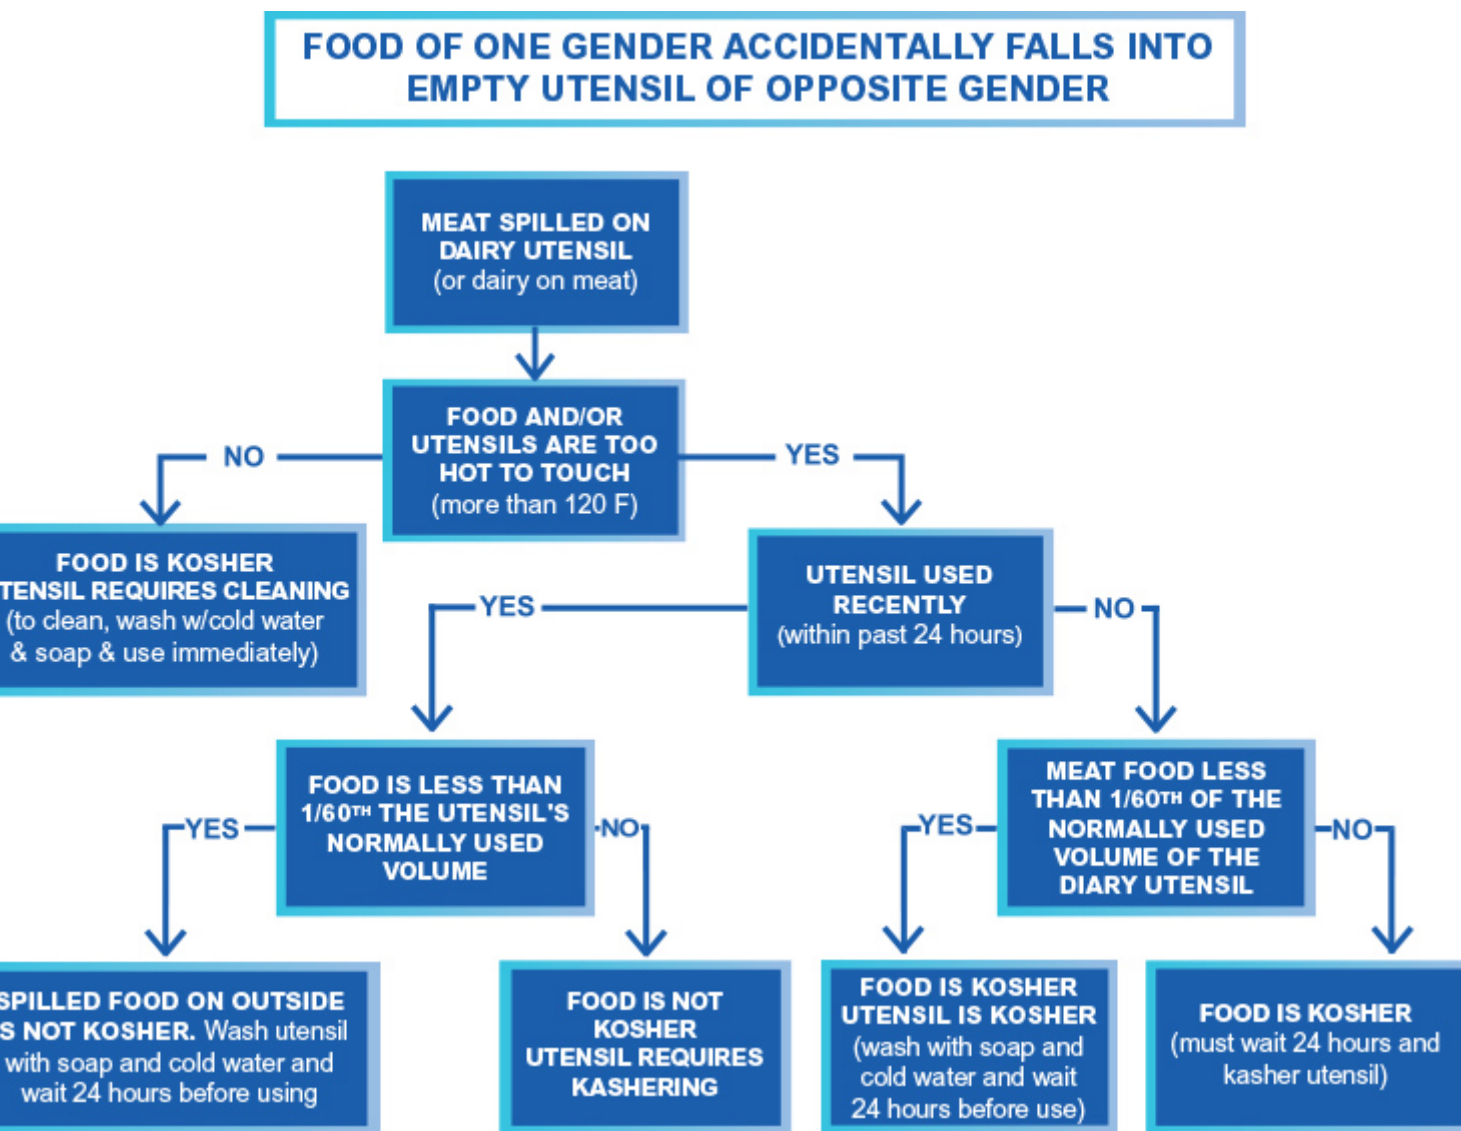 FOOD OF ONE GENDER ACCIDENTALLY FALLS INTO
EMPTY UTENSIL OF OPPOSITE GENDER
MEAT SPILLED ON
DAIRY UTENSIL
(or dairy on meat)
FOOD AND/OR
UTENSILS ARE TOO
HOT TO TOUCH
(more than 120 F)
NO
YES
FOOD IS KOSHER
TENSIL REQUIRES CLEANING
(to clean, wash w/cold water
& soap & use immediately)
UTENSIL USED
RECENTLY
(within past 24 hours)
YES
NO
FOOD IS LESS THAN
1/60TH THE UTENSIL'S
NORMALLY USED
VOLUME
MEAT FOOD LESS
THAN 1/60TH OF THE
NORMALLY USED
VOLUME OF THE
DIARY UTENSIL
YES
NO
YES
NO
SPILLED FOOD ON OUTSIDE
IS NOT KOSHER. Wash utensil
with soap and cold water and
wait 24 hours before using
FOOD IS NOT
KOSHER
UTENSIL REQUIRES
KASHERING
FOOD IS KOSHER
UTENSIL IS KOSHER
(wash with soap and
cold water and wait
24 hours before use)
FOOD IS KOSHER
(must wait 24 hours and
kasher utensil)